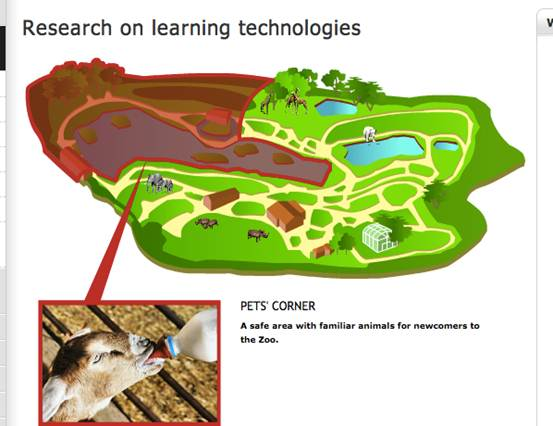 Research on learning technologies
PETS' CORNER
A safe area with familiar animals for newcomers to
the Zoo.